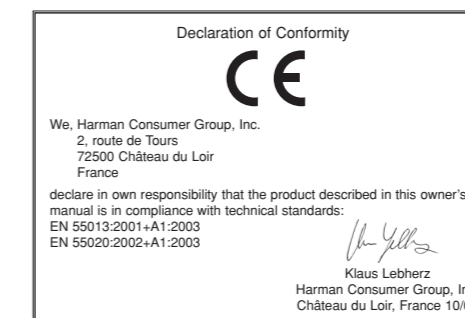 Declaration of Conformity
CE
We, Harman Consumer Group, Inc.
2, route de Tours
72500 Château du Loir
France
declare in own responsibility that the product described in this owner's
manual is in compliance with technical standards:
EN 55013:2001+A1:2003
EN 55020:2002+A1:2003
Klaus Lebherz
Harman Consumer Group,
Château du Loir, France